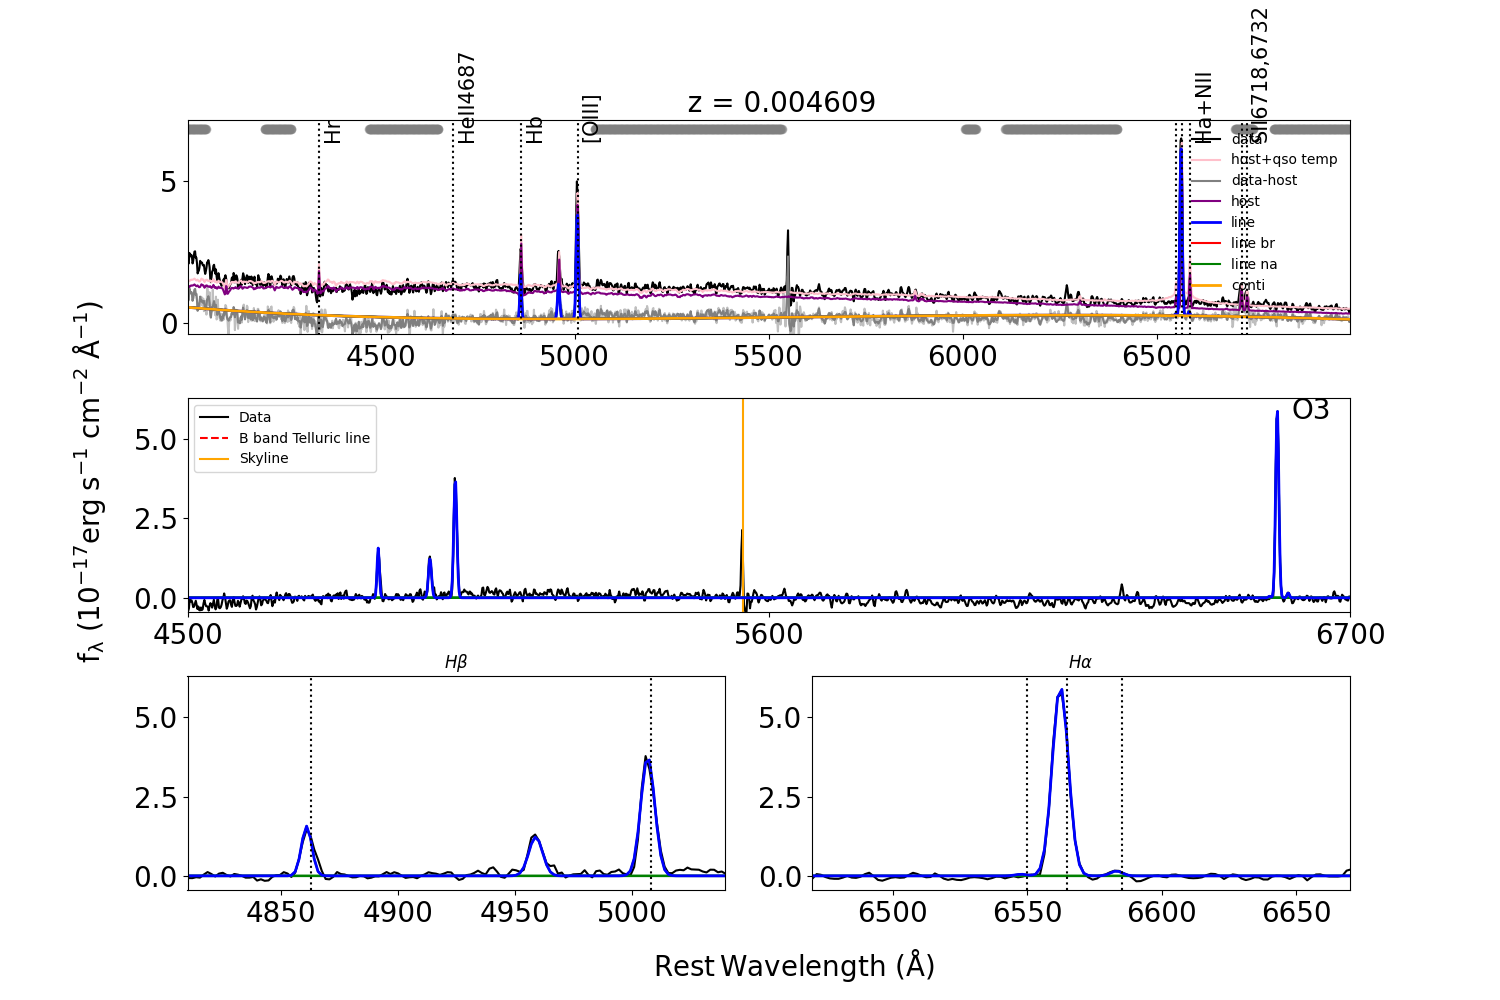 z = 0.004609
Hr
HeII4687
Hb
[OIII]
Ha+NII
SII6718,6732
data
host+qso temp
data-host
host
line
line br
line na
conti
5
0
4500 5000 5500 6000 6500
fλ (10−17erg s−1 cm−2 Å−1)
Data
B band Telluric line
Skyline
O3
5.0
2.5
0.0
4500 5600 6700
Hβ
5.0
2.5
0.0
4850 4900 4950 5000
Hα
5.0
2.5
0.0
6500 6550 6600 6650
Rest Wavelength (Å)